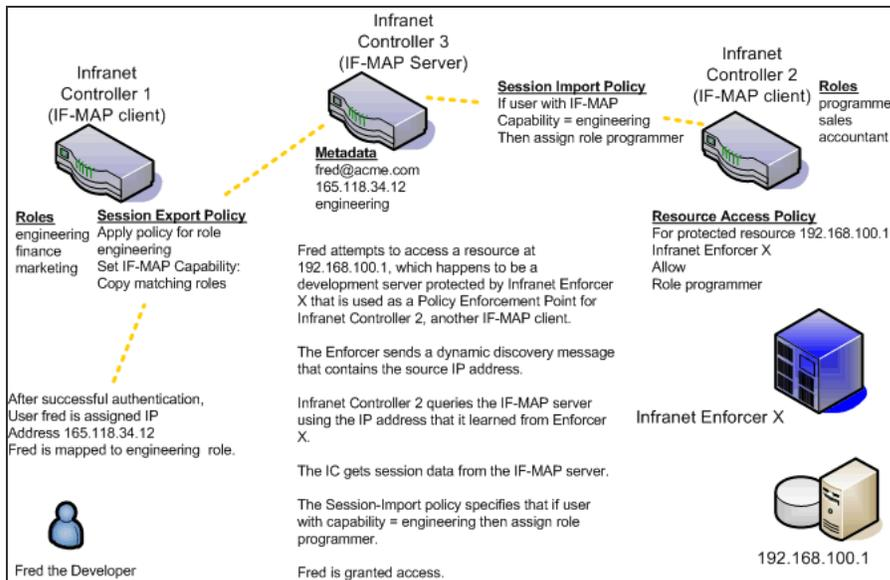 Infranet
Controller 1
(IF-MAP client)
Infranet
Controller 3
(IF-MAP Server)
Infranet
Controller 2
(IF-MAP client)
Roles
programme
sales
accountant
Session Import Policy
If user with IF-MAP
Capability = engineering
Then assign role programmer
Metadata
fred@acme.com
165.118.34.12
engineering
Roles
engineering
finance
marketing
Session Export Policy
Apply policy for role
engineering
Set IF-MAP Capability:
Copy matching roles
Resource Access Policy
For protected resource 192.168.100.1
Infranet Enforcer X
Allow
Role programmer
Fred attempts to access a resource at
192.168.100.1, which happens to be a
development server protected by Infranet Enforcer
X that is used as a Policy Enforcement Point for
Infranet Controller 2, another IF-MAP client.
The Enforcer sends a dynamic discovery message
that contains the source IP address.
Infranet Controller 2 queries the IF-MAP server
using the IP address that it learned from Enforcer
X.
The IC gets session data from the IF-MAP server.
The Session-Import policy specifies that if user
with capability = engineering then assign role
programmer.
Fred is granted access.
After successful authentication,
User fred is assigned IP
Address 165.118.34.12
Fred is mapped to engineering role.
Fred the Developer
Infranet Enforcer X
192.168.100.1